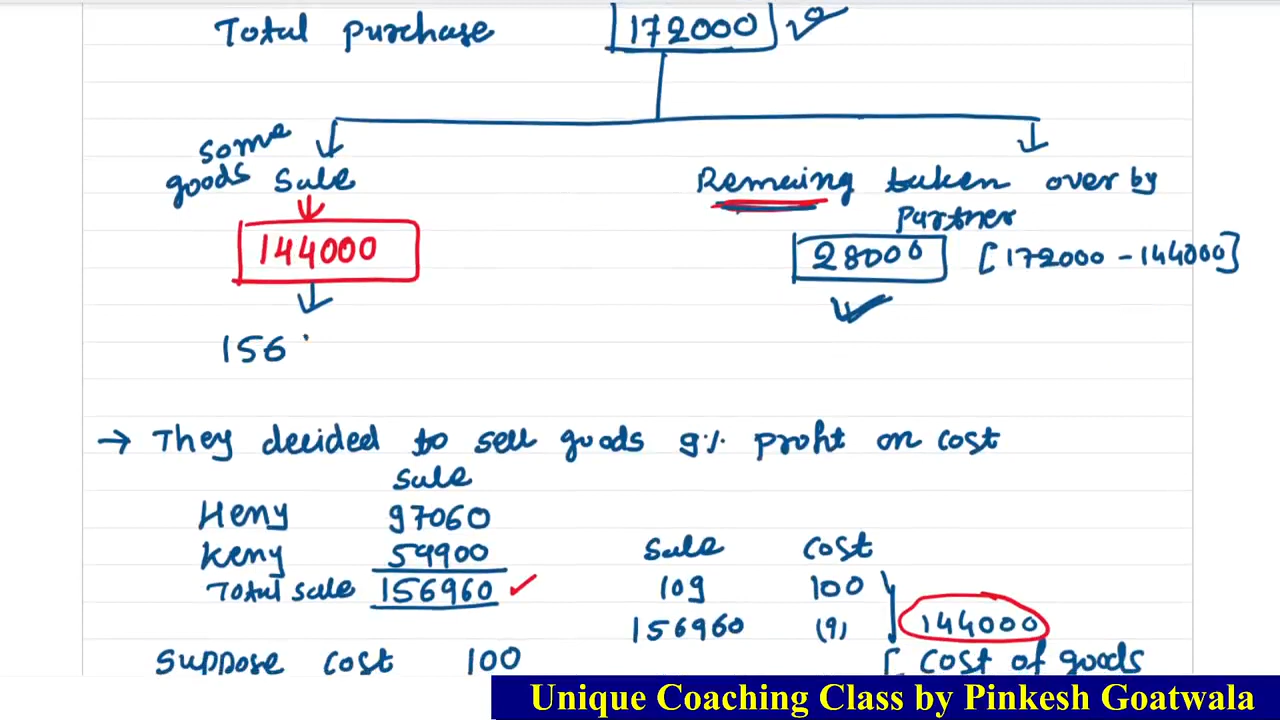 Total purchase 172000
some
goods Sale
Remaing taken over by
Partner
144000
28000 [172000 - 144000]
156
→ They decided to sell goods 9% profit on cost
Sale
Heny 97060
Keny 59900
Sale Cost
Total sale 156960 ✓ 109 100
156960 (?) 144000
Suppose cost 100 [ Cost of goods
Unique Coaching Class by Pinkesh Goatwala